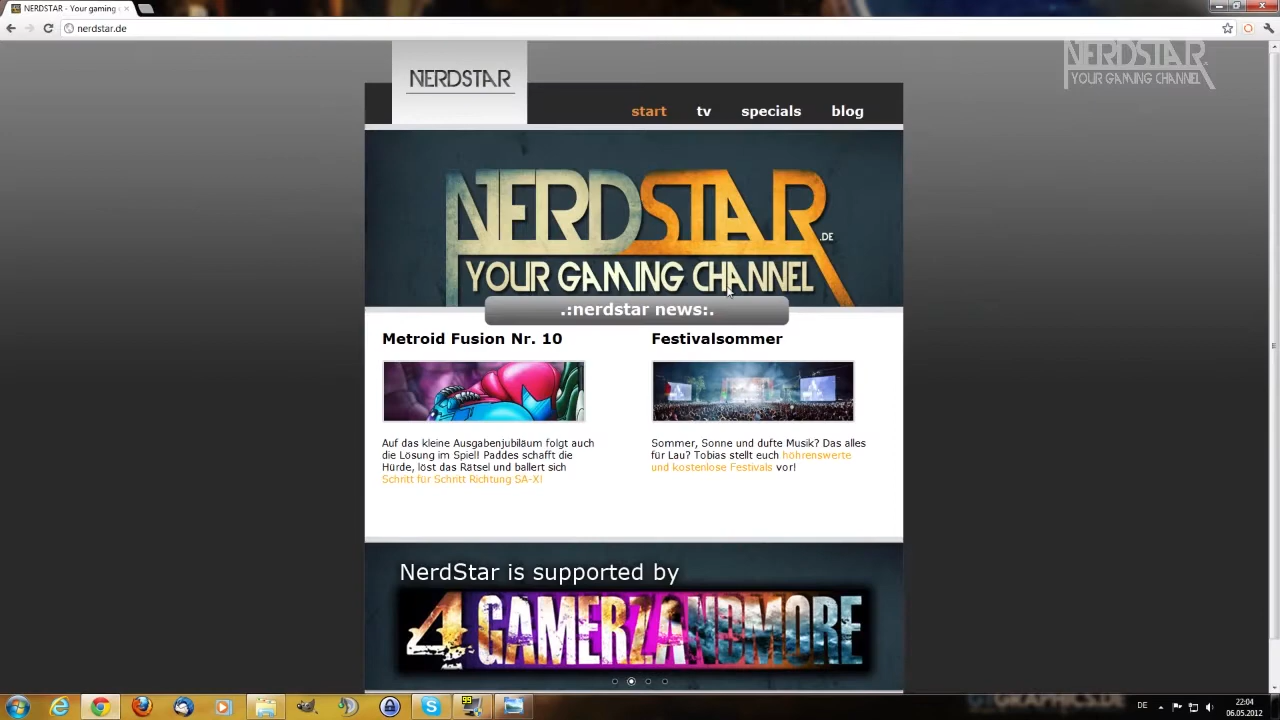 NERDSTAR - Your gaming c
nerdstar.de
NERDSTAR
YOUR GAMING CHANNEL
NERDSTAR
start tv specials blog
NERDSTAR.DE
YOUR GAMING CHANNEL
.:nerdstar news:.
Metroid Fusion Nr. 10
Auf das kleine Ausgabenjubiläum folgt auch
die Lösung im Spiel! Paddes schafft die
Hürde, löst das Rätsel und ballert sich
Schritt für Schritt Richtung SA-X!
Festivalsommer
Sommer, Sonne und dufte Musik? Das alles
für Lau? Tobias stellt euch höhrenswerte
und kostenlose Festivals vor!
NerdStar is supported by
4GAMERZANDMORE
99
DE
22:04
06.05.2012